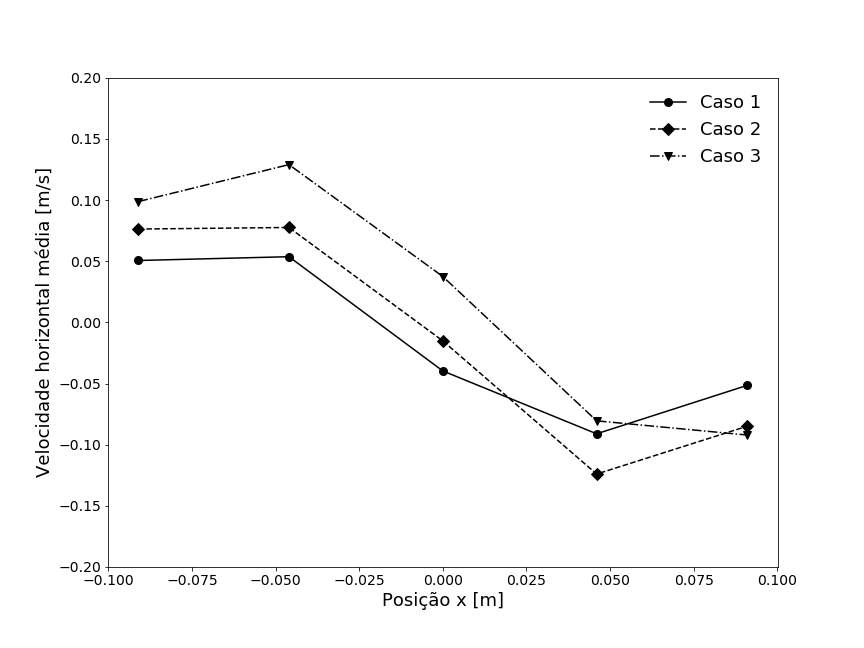 0.20
0.15
0.10
0.05
0.00
−0.05
−0.10
−0.15
−0.20
Velocidade horizontal média [m/s]
Caso 1
Caso 2
Caso 3
−0.100 −0.075 −0.050 −0.025 0.000 0.025 0.050 0.075 0.100
Posição x [m]